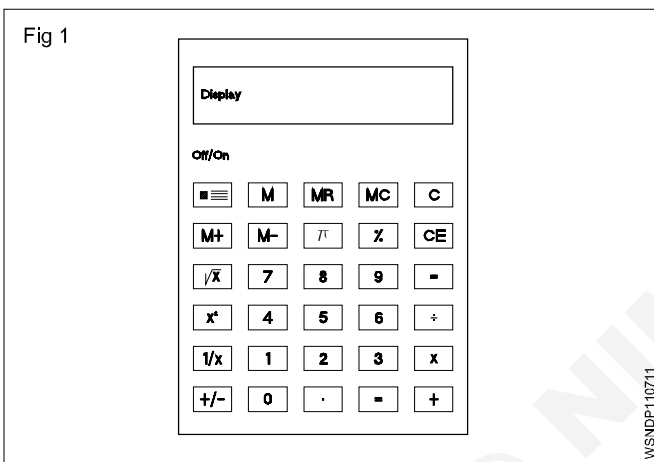 Fig 1
Display
Off/On
M MR MC C
M+ M- π % CE
√x 7 8 9 -
4 5 6 ÷
1/x 1 2 3 x
+/- 0 . = +
WSNDP110711